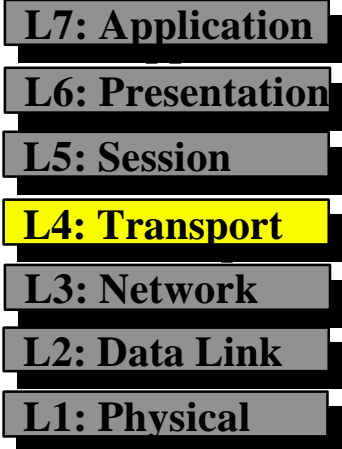 L7: Application
L6: Presentation
L5: Session
L4: Transport
L3: Network
L2: Data Link
L1: Physical